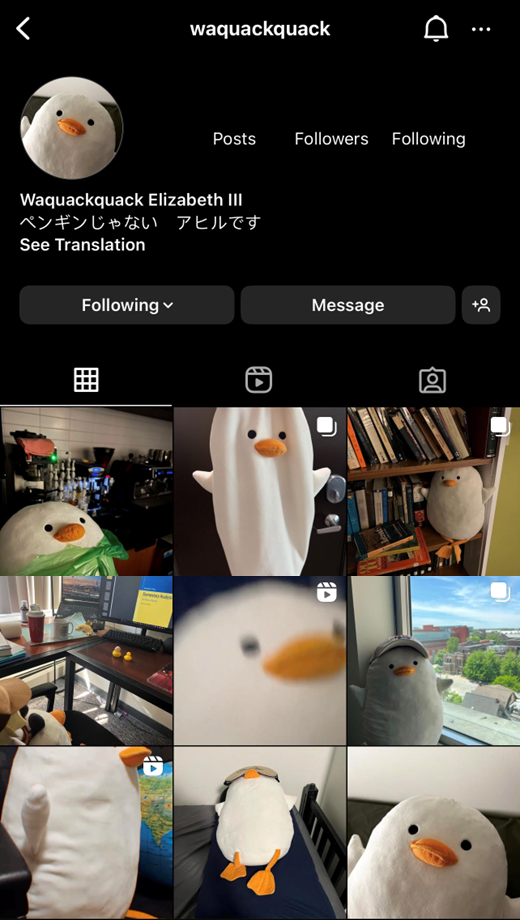 waquackquack
Posts Followers Following
Waquackquack Elizabeth III
ペンギンじゃない　アヒルです
See Translation
Following
Message